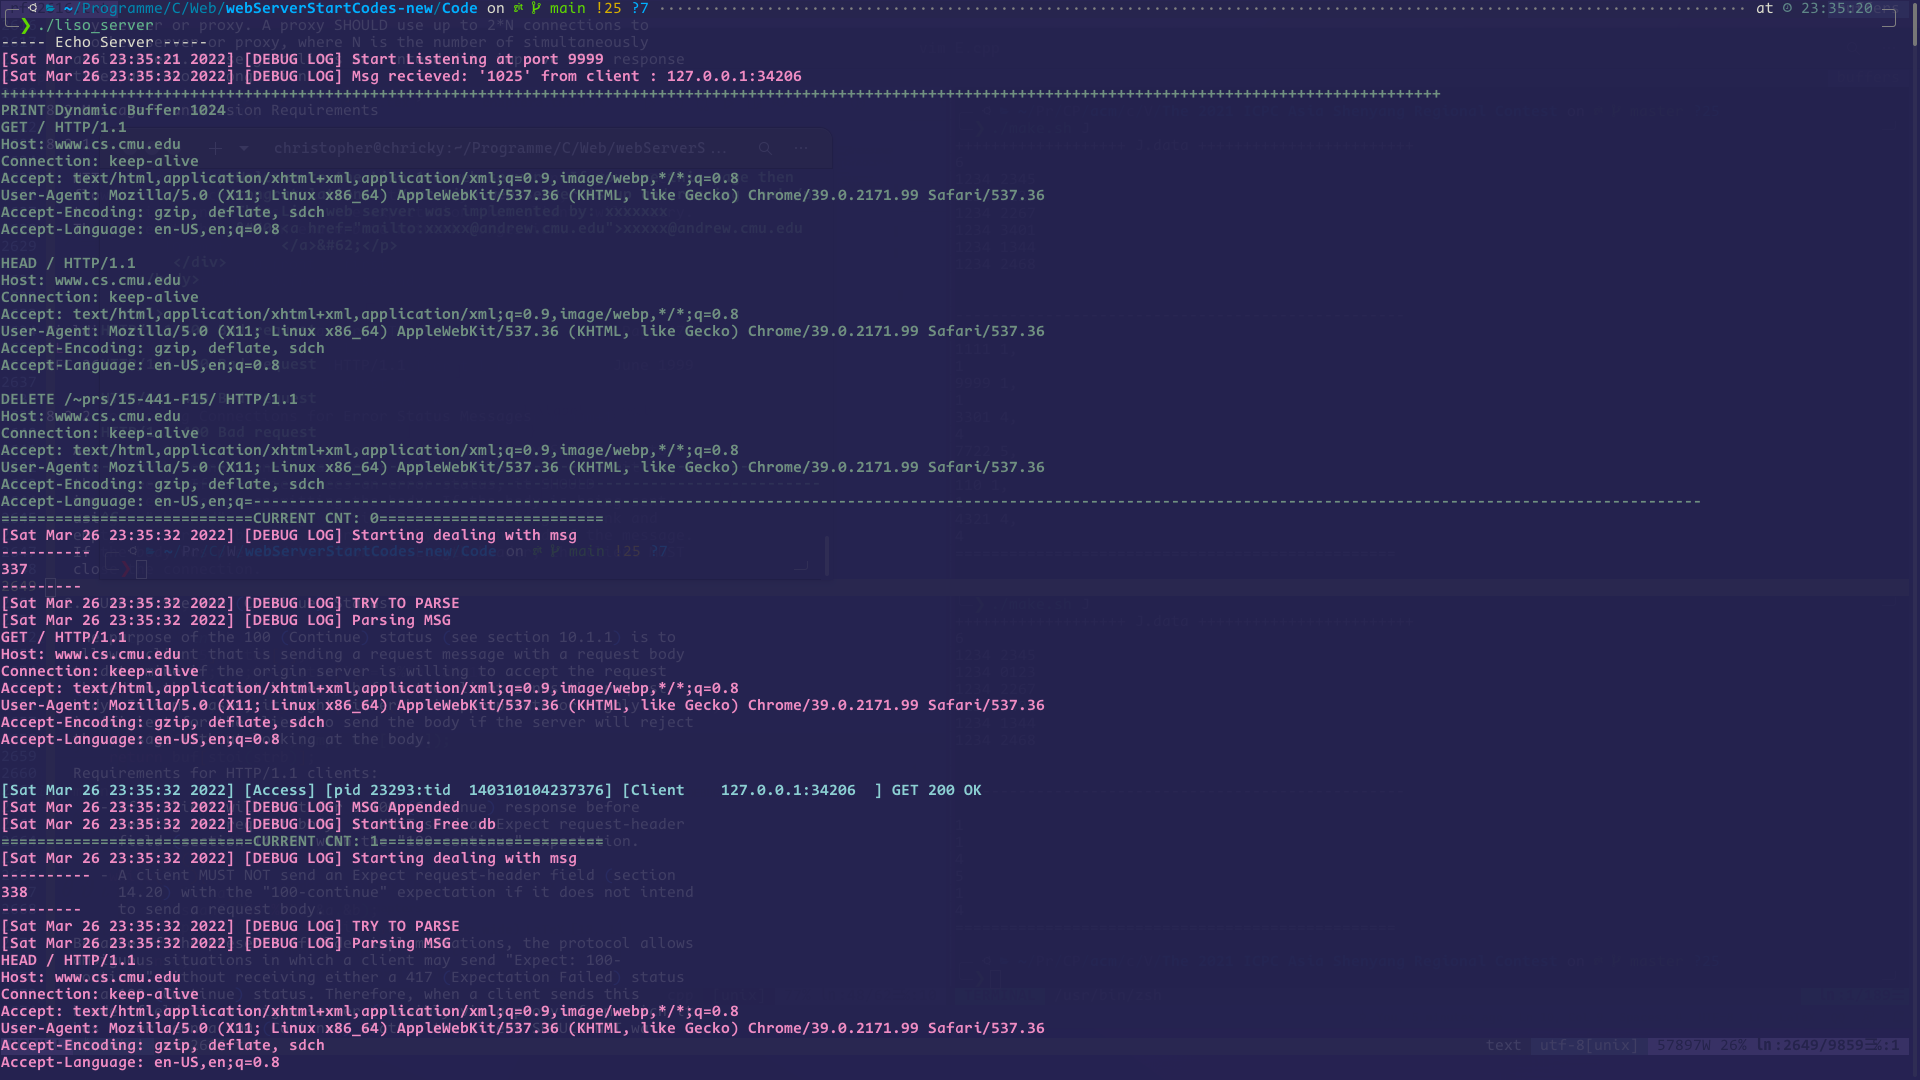 ~/Programme/C/Web/webServerStartCodes-new/Code on main !25 ?7 at 23:35:20
❯ ./liso_server
----- Echo Server -----
[Sat Mar 26 23:35:21 2022] [DEBUG LOG] Start Listening at port 9999
[Sat Mar 26 23:35:32 2022] [DEBUG LOG] Msg recieved: '1025' from client : 127.0.0.1:34206
PRINT Dynamic Buffer 1024
GET / HTTP/1.1
Host: www.cs.cmu.edu
Connection: keep-alive
Accept: text/html,application/xhtml+xml,application/xml;q=0.9,image/webp,*/*;q=0.8
User-Agent: Mozilla/5.0 (X11; Linux x86_64) AppleWebKit/537.36 (KHTML, like Gecko) Chrome/39.0.2171.99 Safari/537.36
Accept-Encoding: gzip, deflate, sdch
Accept-Language: en-US,en;q=0.8
HEAD / HTTP/1.1
Host: www.cs.cmu.edu
Connection: keep-alive
Accept: text/html,application/xhtml+xml,application/xml;q=0.9,image/webp,*/*;q=0.8
User-Agent: Mozilla/5.0 (X11; Linux x86_64) AppleWebKit/537.36 (KHTML, like Gecko) Chrome/39.0.2171.99 Safari/537.36
Accept-Encoding: gzip, deflate, sdch
Accept-Language: en-US,en;q=0.8
DELETE /~prs/15-441-F15/ HTTP/1.1
Host: www.cs.cmu.edu
Connection: keep-alive
Accept: text/html,application/xhtml+xml,application/xml;q=0.9,image/webp,*/*;q=0.8
User-Agent: Mozilla/5.0 (X11; Linux x86_64) AppleWebKit/537.36 (KHTML, like Gecko) Chrome/39.0.2171.99 Safari/537.36
Accept-Encoding: gzip, deflate, sdch
Accept-Language: en-US,en;q=
============================CURRENT CNT: 0=========================
[Sat Mar 26 23:35:32 2022] [DEBUG LOG] Starting dealing with msg
----------
337
---------
[Sat Mar 26 23:35:32 2022] [DEBUG LOG] TRY TO PARSE
[Sat Mar 26 23:35:32 2022] [DEBUG LOG] Parsing MSG
GET / HTTP/1.1
Host: www.cs.cmu.edu
Connection: keep-alive
Accept: text/html,application/xhtml+xml,application/xml;q=0.9,image/webp,*/*;q=0.8
User-Agent: Mozilla/5.0 (X11; Linux x86_64) AppleWebKit/537.36 (KHTML, like Gecko) Chrome/39.0.2171.99 Safari/537.36
Accept-Encoding: gzip, deflate, sdch
Accept-Language: en-US,en;q=0.8
[Sat Mar 26 23:35:32 2022] [Access] [pid 23293:tid  140310104237376] [Client    127.0.0.1:34206  ] GET 200 OK
[Sat Mar 26 23:35:32 2022] [DEBUG LOG] MSG Appended
[Sat Mar 26 23:35:32 2022] [DEBUG LOG] Starting Free db
============================CURRENT CNT: 1=========================
[Sat Mar 26 23:35:32 2022] [DEBUG LOG] Starting dealing with msg
----------
338
---------
[Sat Mar 26 23:35:32 2022] [DEBUG LOG] TRY TO PARSE
[Sat Mar 26 23:35:32 2022] [DEBUG LOG] Parsing MSG
HEAD / HTTP/1.1
Host: www.cs.cmu.edu
Connection: keep-alive
Accept: text/html,application/xhtml+xml,application/xml;q=0.9,image/webp,*/*;q=0.8
User-Agent: Mozilla/5.0 (X11; Linux x86_64) AppleWebKit/537.36 (KHTML, like Gecko) Chrome/39.0.2171.99 Safari/537.36
Accept-Encoding: gzip, deflate, sdch
Accept-Language: en-US,en;q=0.8